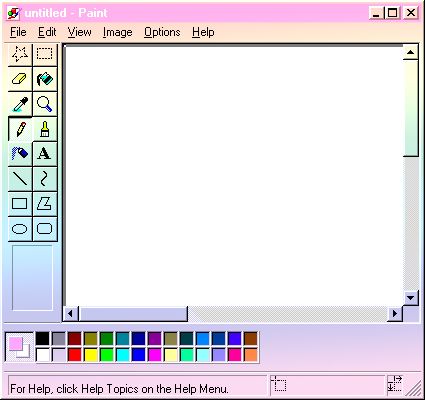 untitled - Paint
File Edit View Image Options Help
A
For Help, click Help Topics on the Help Menu.